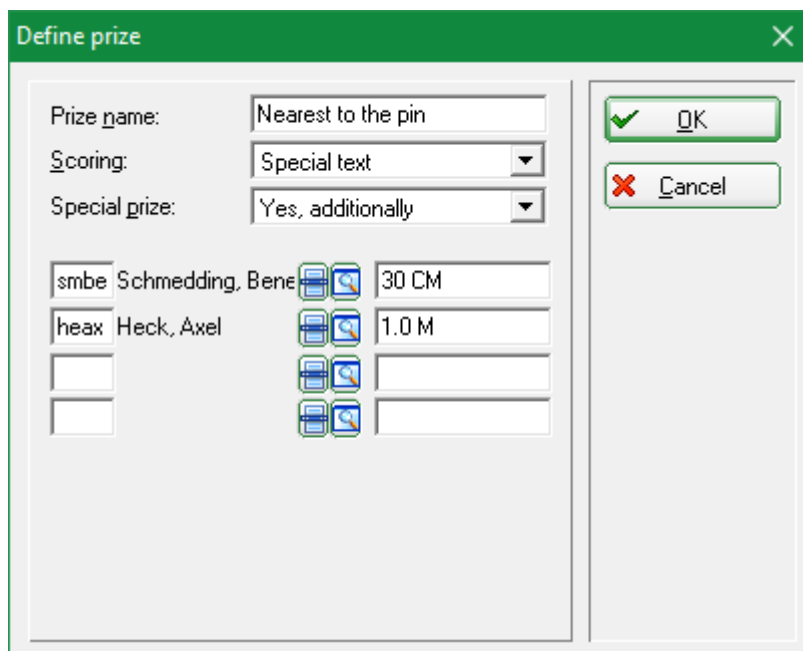 Define prize
Prize name: Nearest to the pin
Scoring: Special text
Special prize: Yes, additionally
smbe Schmedding, Bene 30 CM
heax Heck, Axel 1.0 M
OK
Cancel